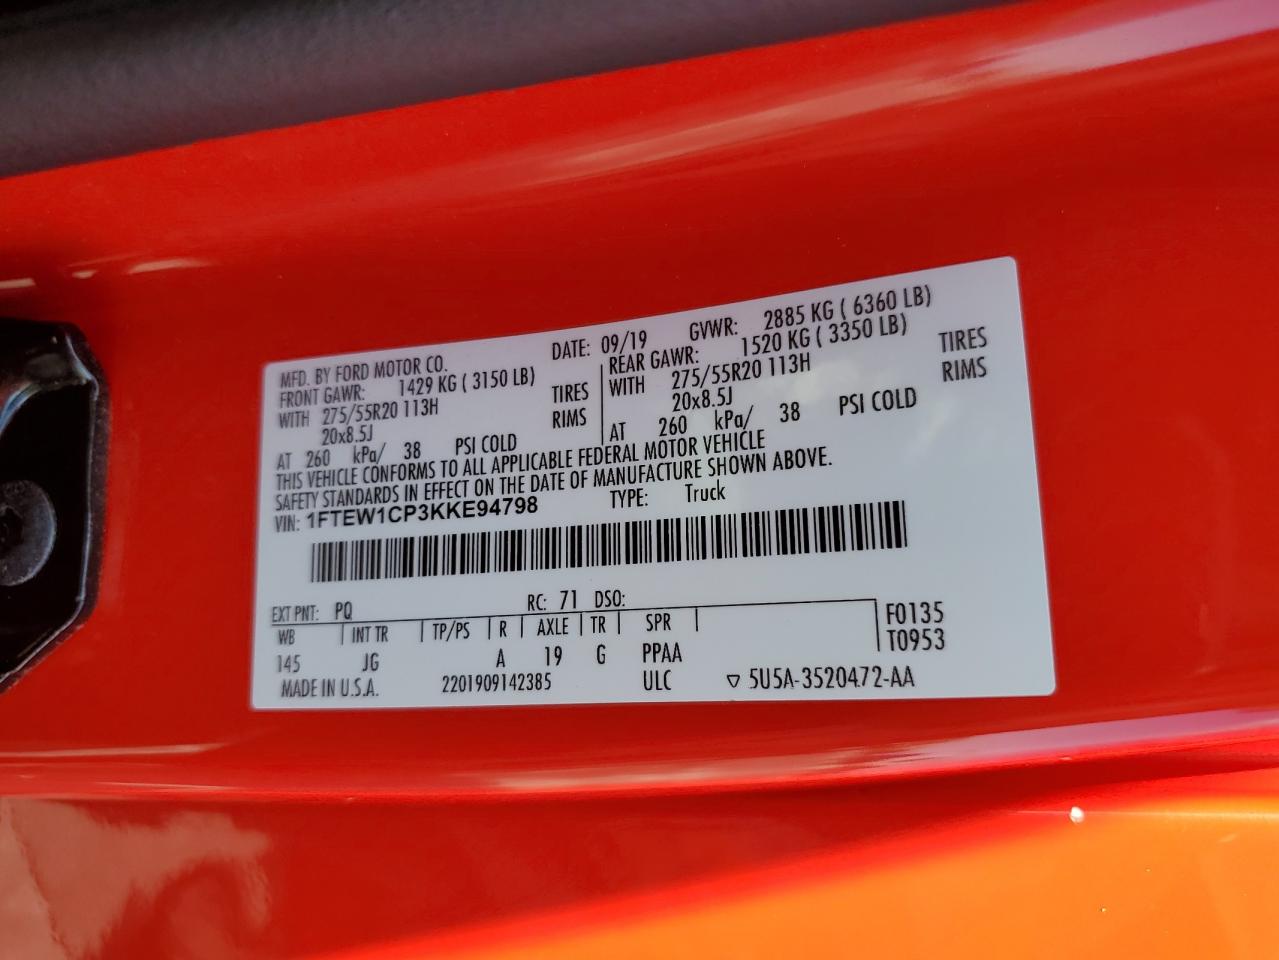 MFD. BY FORD MOTOR CO. DATE: 09/19 GVWR: 2885 KG ( 6360 LB)
FRONT GAWR: 1429 KG ( 3150 LB) REAR GAWR: 1520 KG ( 3350 LB)
WITH 275/55R20 113H TIRES WITH 275/55R20 113H TIRES
20x8.5J RIMS 20x8.5J RIMS
AT 260 kPa/ 38 PSI COLD AT 260 kPa/ 38 PSI COLD
THIS VEHICLE CONFORMS TO ALL APPLICABLE FEDERAL MOTOR VEHICLE
SAFETY STANDARDS IN EFFECT ON THE DATE OF MANUFACTURE SHOWN ABOVE.
VIN: 1FTEW1CP3KKE94798 TYPE: Truck
EXT PNT: PQ RC: 71 DSO:
WB INT TR TP/PS R AXLE TR SPR F0135
145 JG A 19 G PPAA T0953
MADE IN U.S.A. 2201909142385 ULC ▽ 5U5A-3520472-AA